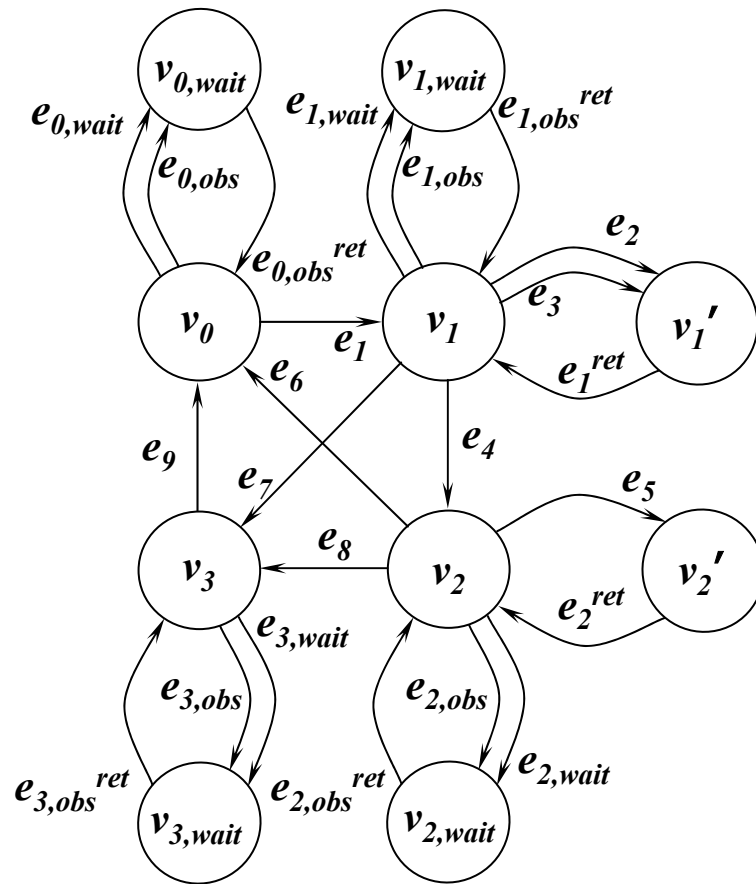 v0,wait
v1,wait
e0,wait
e0,obs
e1,wait
e1,obs
e1,obs^ret
e0,obs^ret
e2
e3
v0
e1
v1
v1'
e1^ret
e6
e4
e9
e7
e5
e8
v3
v2
v2'
e2^ret
e3,wait
e3,obs
e2,obs
e3,obs^ret
e2,obs^ret
e2,wait
v3,wait
v2,wait